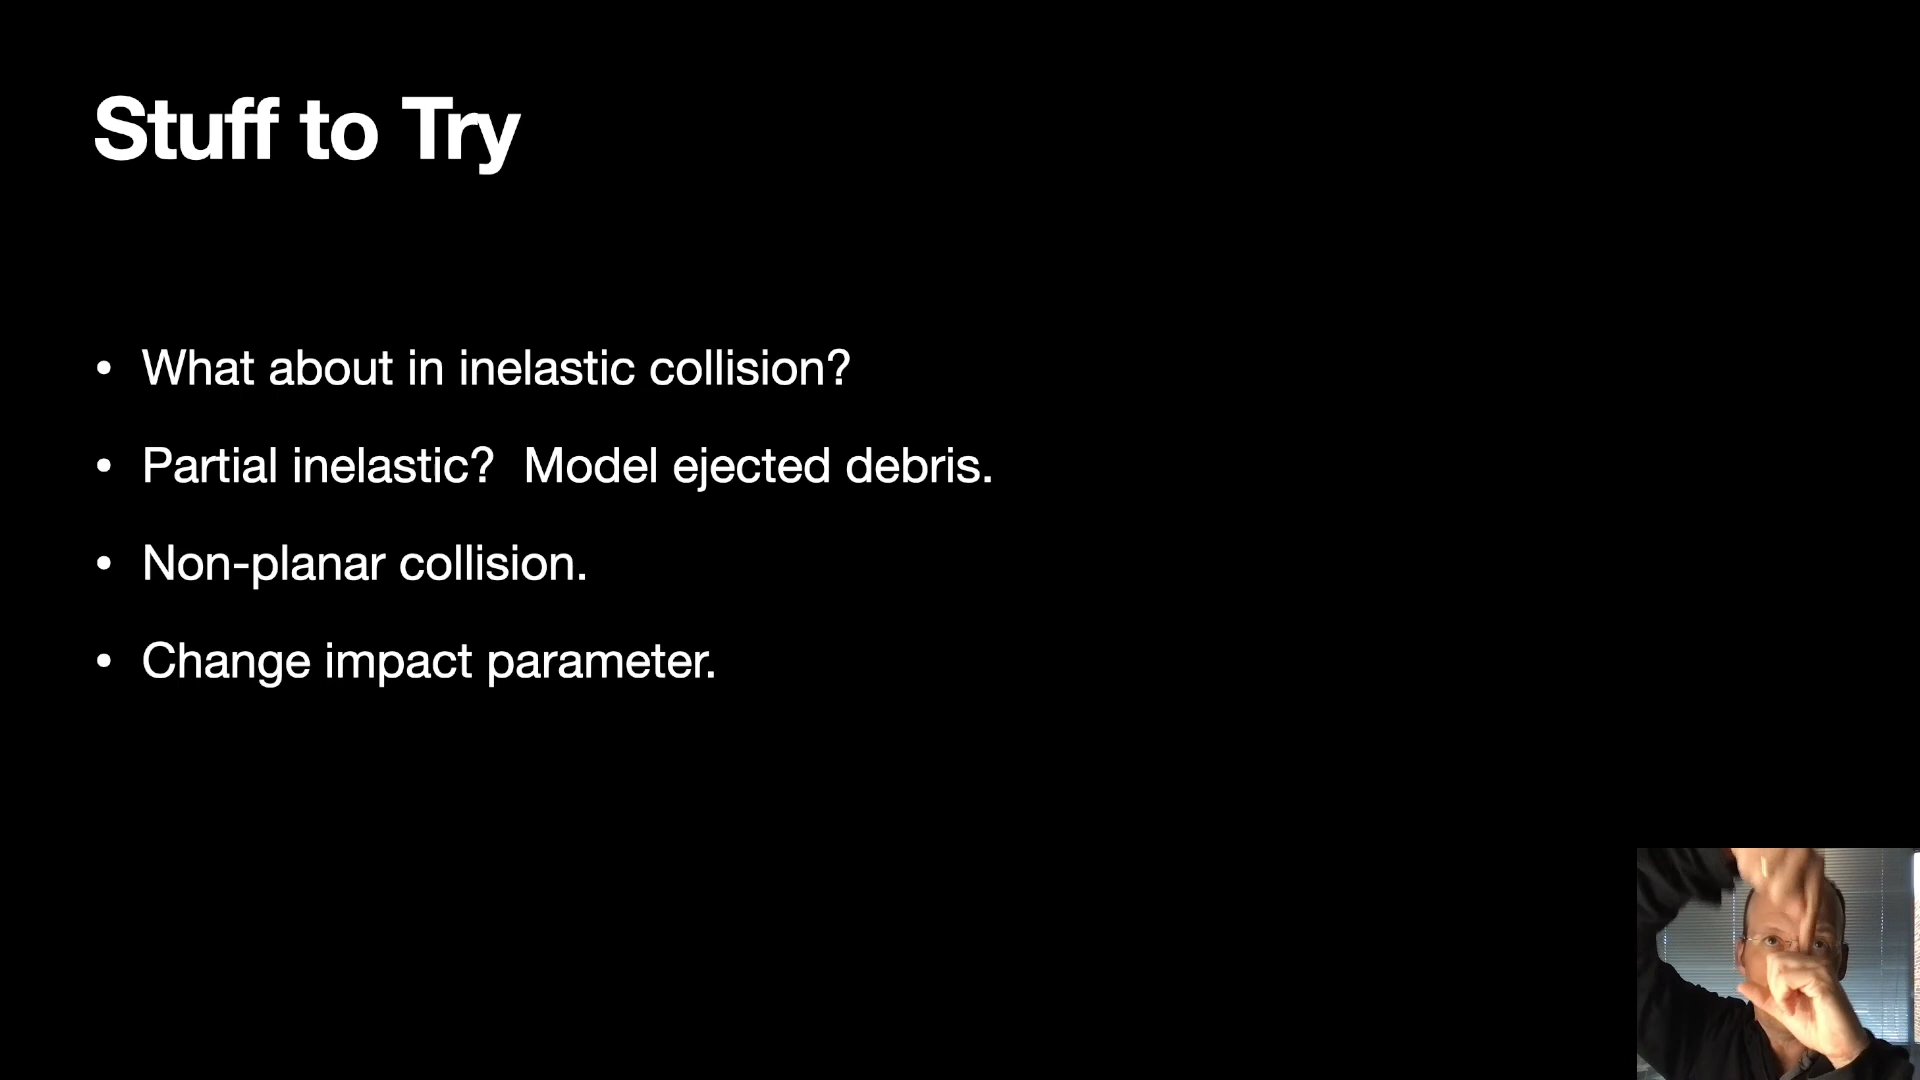 Stuff to Try
• What about in inelastic collision?
• Partial inelastic?  Model ejected debris.
• Non-planar collision.
• Change impact parameter.